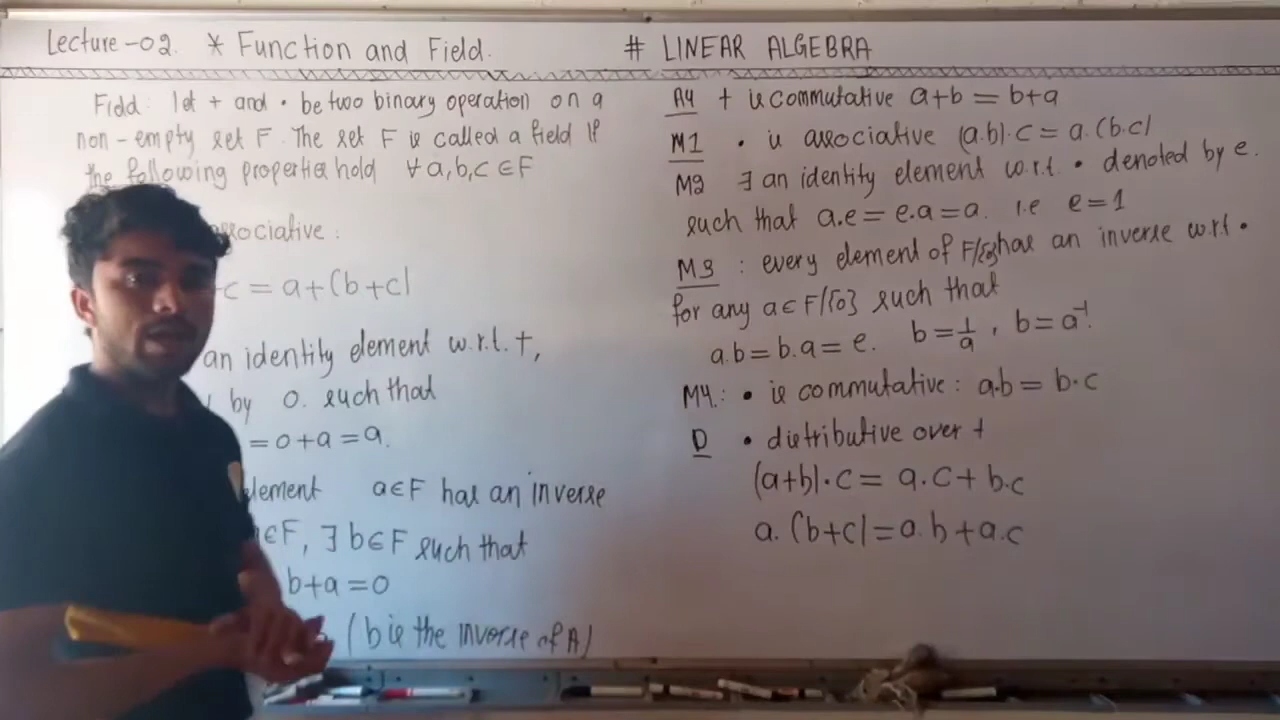 Lecture-02. * Function and Field.
# LINEAR ALGEBRA
Field: let + and • be two binary operation on a
non-empty set F. The set F is called a field if
the following properties hold ∀ a,b,c ∈ F
ssociative:
c = a+(b+c)
an identity element w.r.t. +,
by 0. such that
= 0+a = a.
element a∈F has an inverse
∈F, ∃ b∈F such that
b+a = 0
(b is the inverse of A)
A4 + is commutative a+b = b+a
M1 • is associative (a.b).c = a.(b.c)
M2 ∃ an identity element w.r.t. • denoted by e.
such that a.e = e.a = a. i.e e = 1
M3 : every element of F/{0} has an inverse w.r.t •
for any a∈F/{0} such that
a.b = b.a = e. b = 1/a, b = a⁻¹.
M4.: • is commutative: a.b = b.c
D • distributive over +
(a+b).c = a.c + b.c
a.(b+c) = a.b + a.c